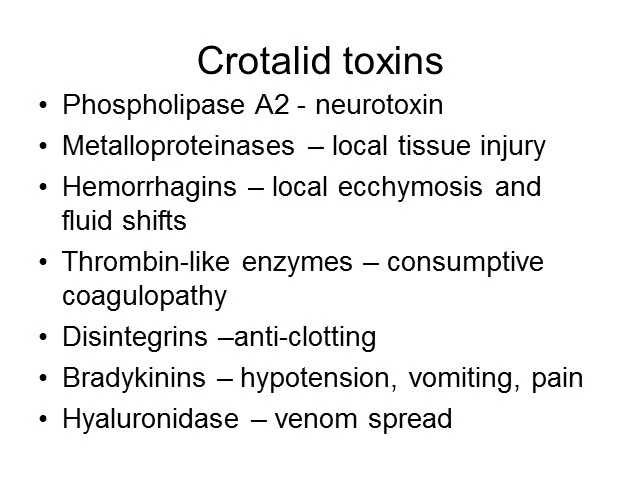 Crotalid toxins
• Phospholipase A2 - neurotoxin
• Metalloproteinases – local tissue injury
• Hemorrhagins – local ecchymosis and
fluid shifts
• Thrombin-like enzymes – consumptive
coagulopathy
• Disintegrins –anti-clotting
• Bradykinins – hypotension, vomiting, pain
• Hyaluronidase – venom spread